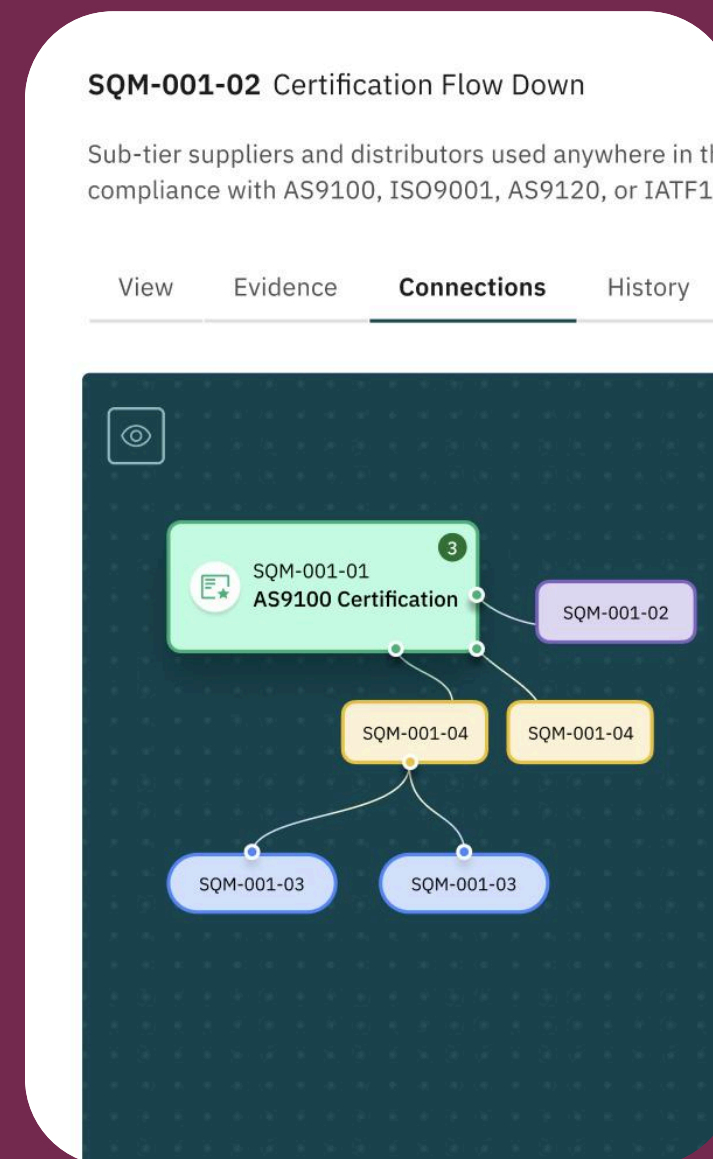 SQM-001-02 Certification Flow Down
Sub-tier suppliers and distributors used anywhere in
compliance with AS9100, ISO9001, AS9120, or
View Evidence Connections History
3
SQM-001-01
AS9100 Certification
SQM-001-02
SQM-001-04 SQM-001-04
SQM-001-03 SQM-001-03